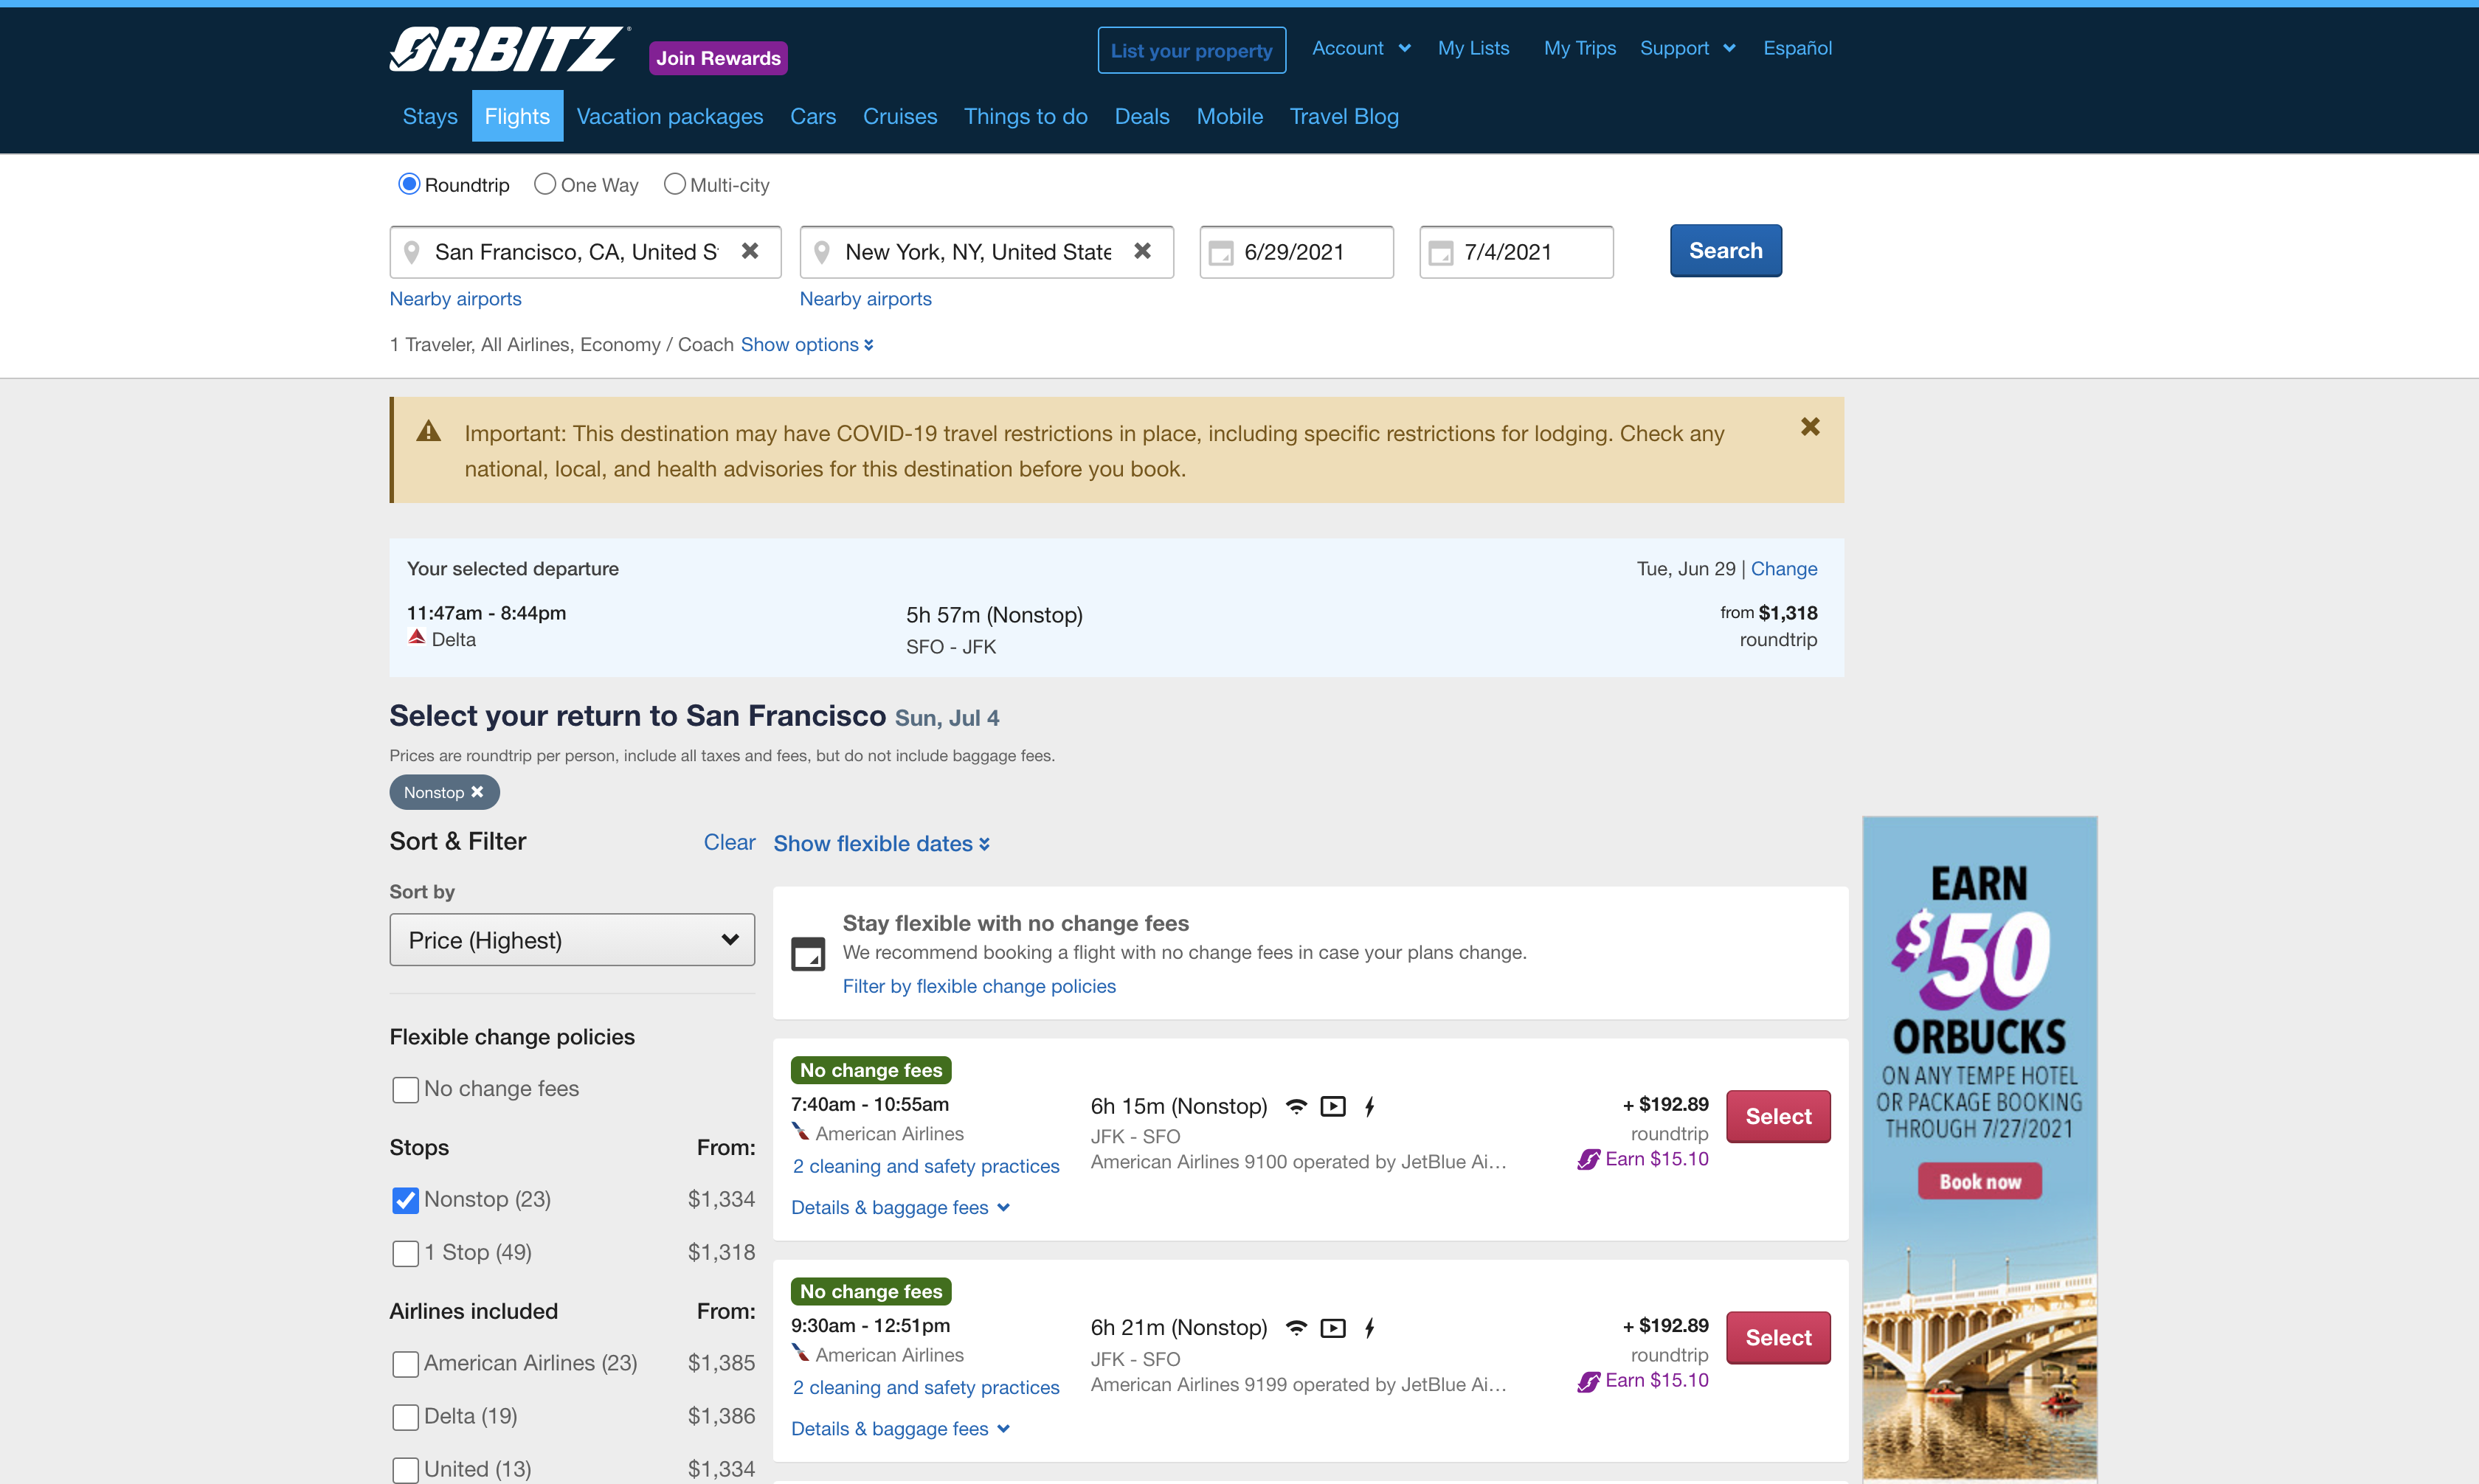 ORBITZ
Join Rewards
List your property
Account
My Lists
My Trips
Support
Español
Stays
Flights
Vacation packages
Cars
Cruises
Things to do
Deals
Mobile
Travel Blog
Roundtrip
One Way
Multi-city
San Francisco, CA, United S
New York, NY, United State
6/29/2021
7/4/2021
Search
Nearby airports
Nearby airports
1 Traveler, All Airlines, Economy / Coach Show options
Important: This destination may have COVID-19 travel restrictions in place, including specific restrictions for lodging. Check any
national, local, and health advisories for this destination before you book.
Your selected departure
Tue, Jun 29 | Change
11:47am - 8:44pm
5h 57m (Nonstop)
from $1,318
Delta
SFO - JFK
roundtrip
Select your return to San Francisco Sun, Jul 4
Prices are roundtrip per person, include all taxes and fees, but do not include baggage fees.
Nonstop
Sort & Filter
Clear
Sort by
Price (Highest)
Flexible change policies
No change fees
Stops From:
Nonstop (23) $1,334
1 Stop (49) $1,318
Airlines included From:
American Airlines (23) $1,385
Delta (19) $1,386
United (13) $1,334
Show flexible dates
Stay flexible with no change fees
We recommend booking a flight with no change fees in case your plans change.
Filter by flexible change policies
No change fees
7:40am - 10:55am
6h 15m (Nonstop)
+ $192.89
Select
American Airlines
JFK - SFO
roundtrip
2 cleaning and safety practices
American Airlines 9100 operated by JetBlue Ai...
Earn $15.10
Details & baggage fees
No change fees
9:30am - 12:51pm
6h 21m (Nonstop)
+ $192.89
Select
American Airlines
JFK - SFO
roundtrip
2 cleaning and safety practices
American Airlines 9199 operated by JetBlue Ai...
Earn $15.10
Details & baggage fees
EARN
$50
ORBUCKS
ON ANY TEMPE HOTEL
OR PACKAGE BOOKING
THROUGH 7/27/2021
Book now